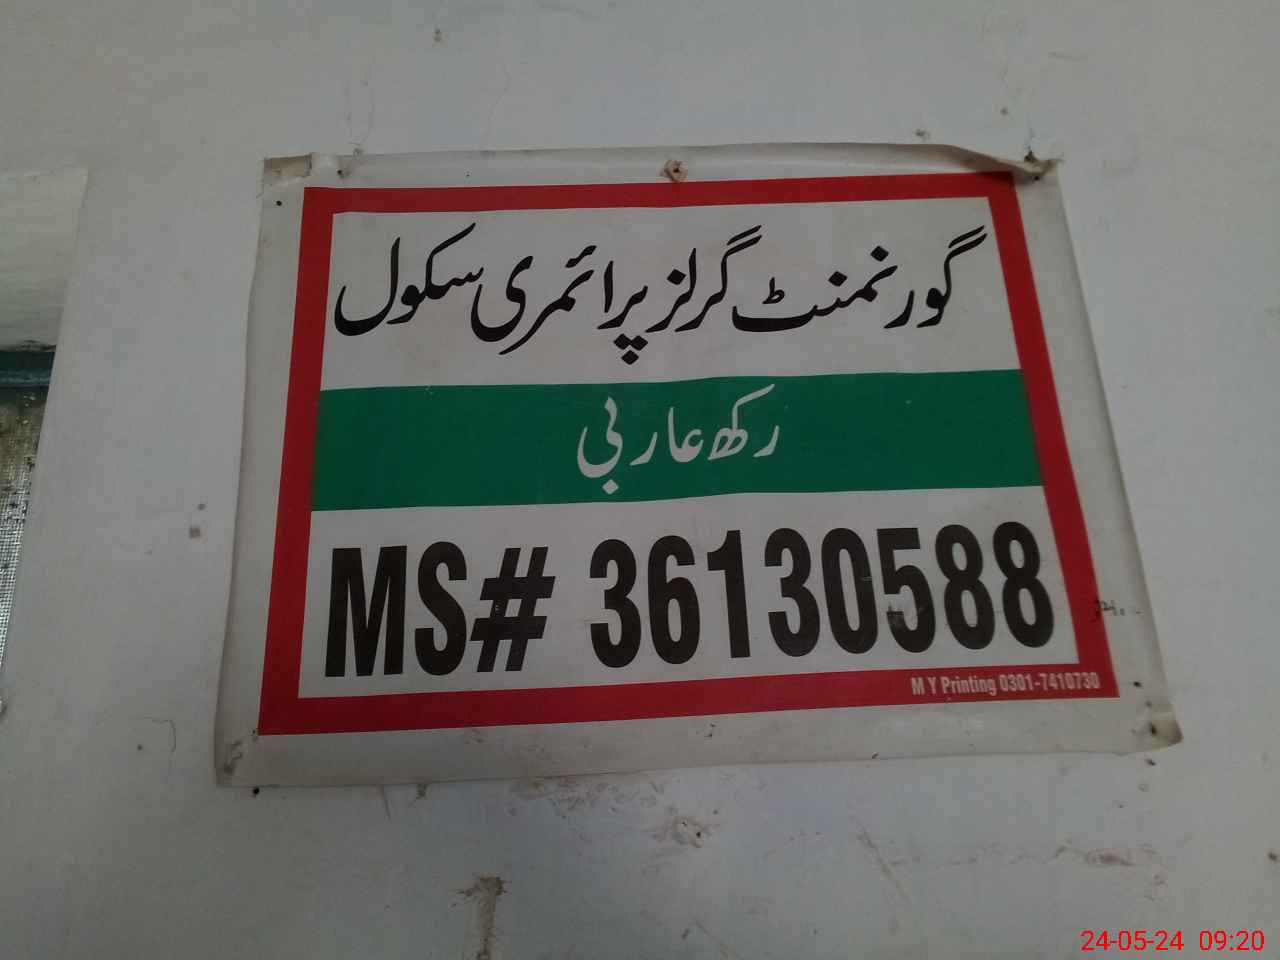 گورنمنٹ گرلز پرائمری سکول
رکھ عاربی
MS# 36130588
M Y Printing 0301-7410730
24-05-24 09:20